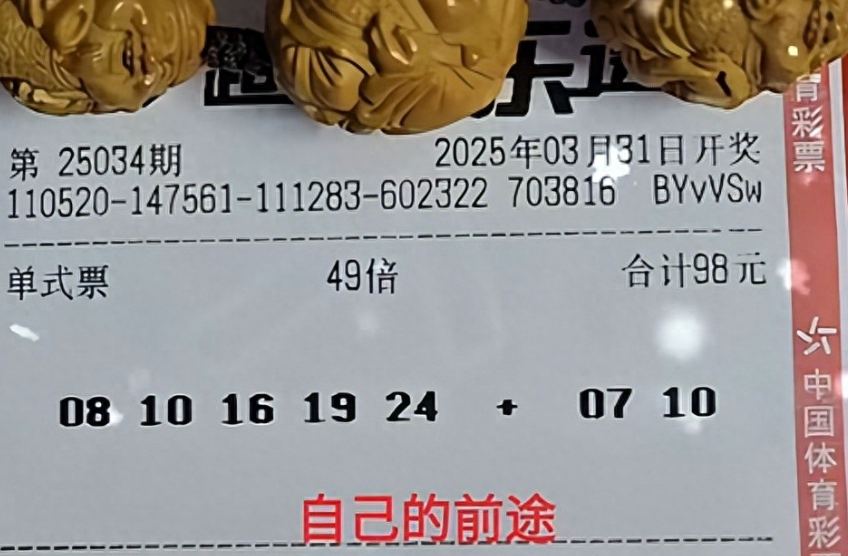 超 乐透
第 25034期 2025年03月31日开奖
110520-147561-111283-602322 703816 BYvVSw
单式票 49倍 合计98元
08 10 16 19 24 + 07 10
自己的前途
育彩票
中国体育彩